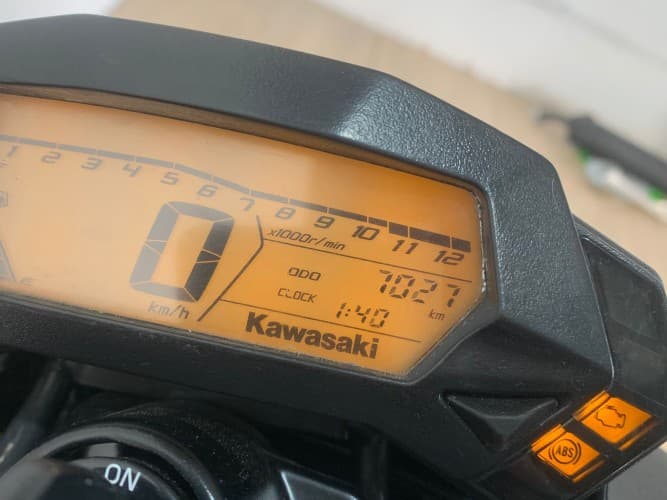 1 2 3 4 5 6 7 8 9 10 11 12
x1000r/min
0
km/h
ODO 7027 km
CLOCK 1:40
Kawasaki
E
ABS
ON